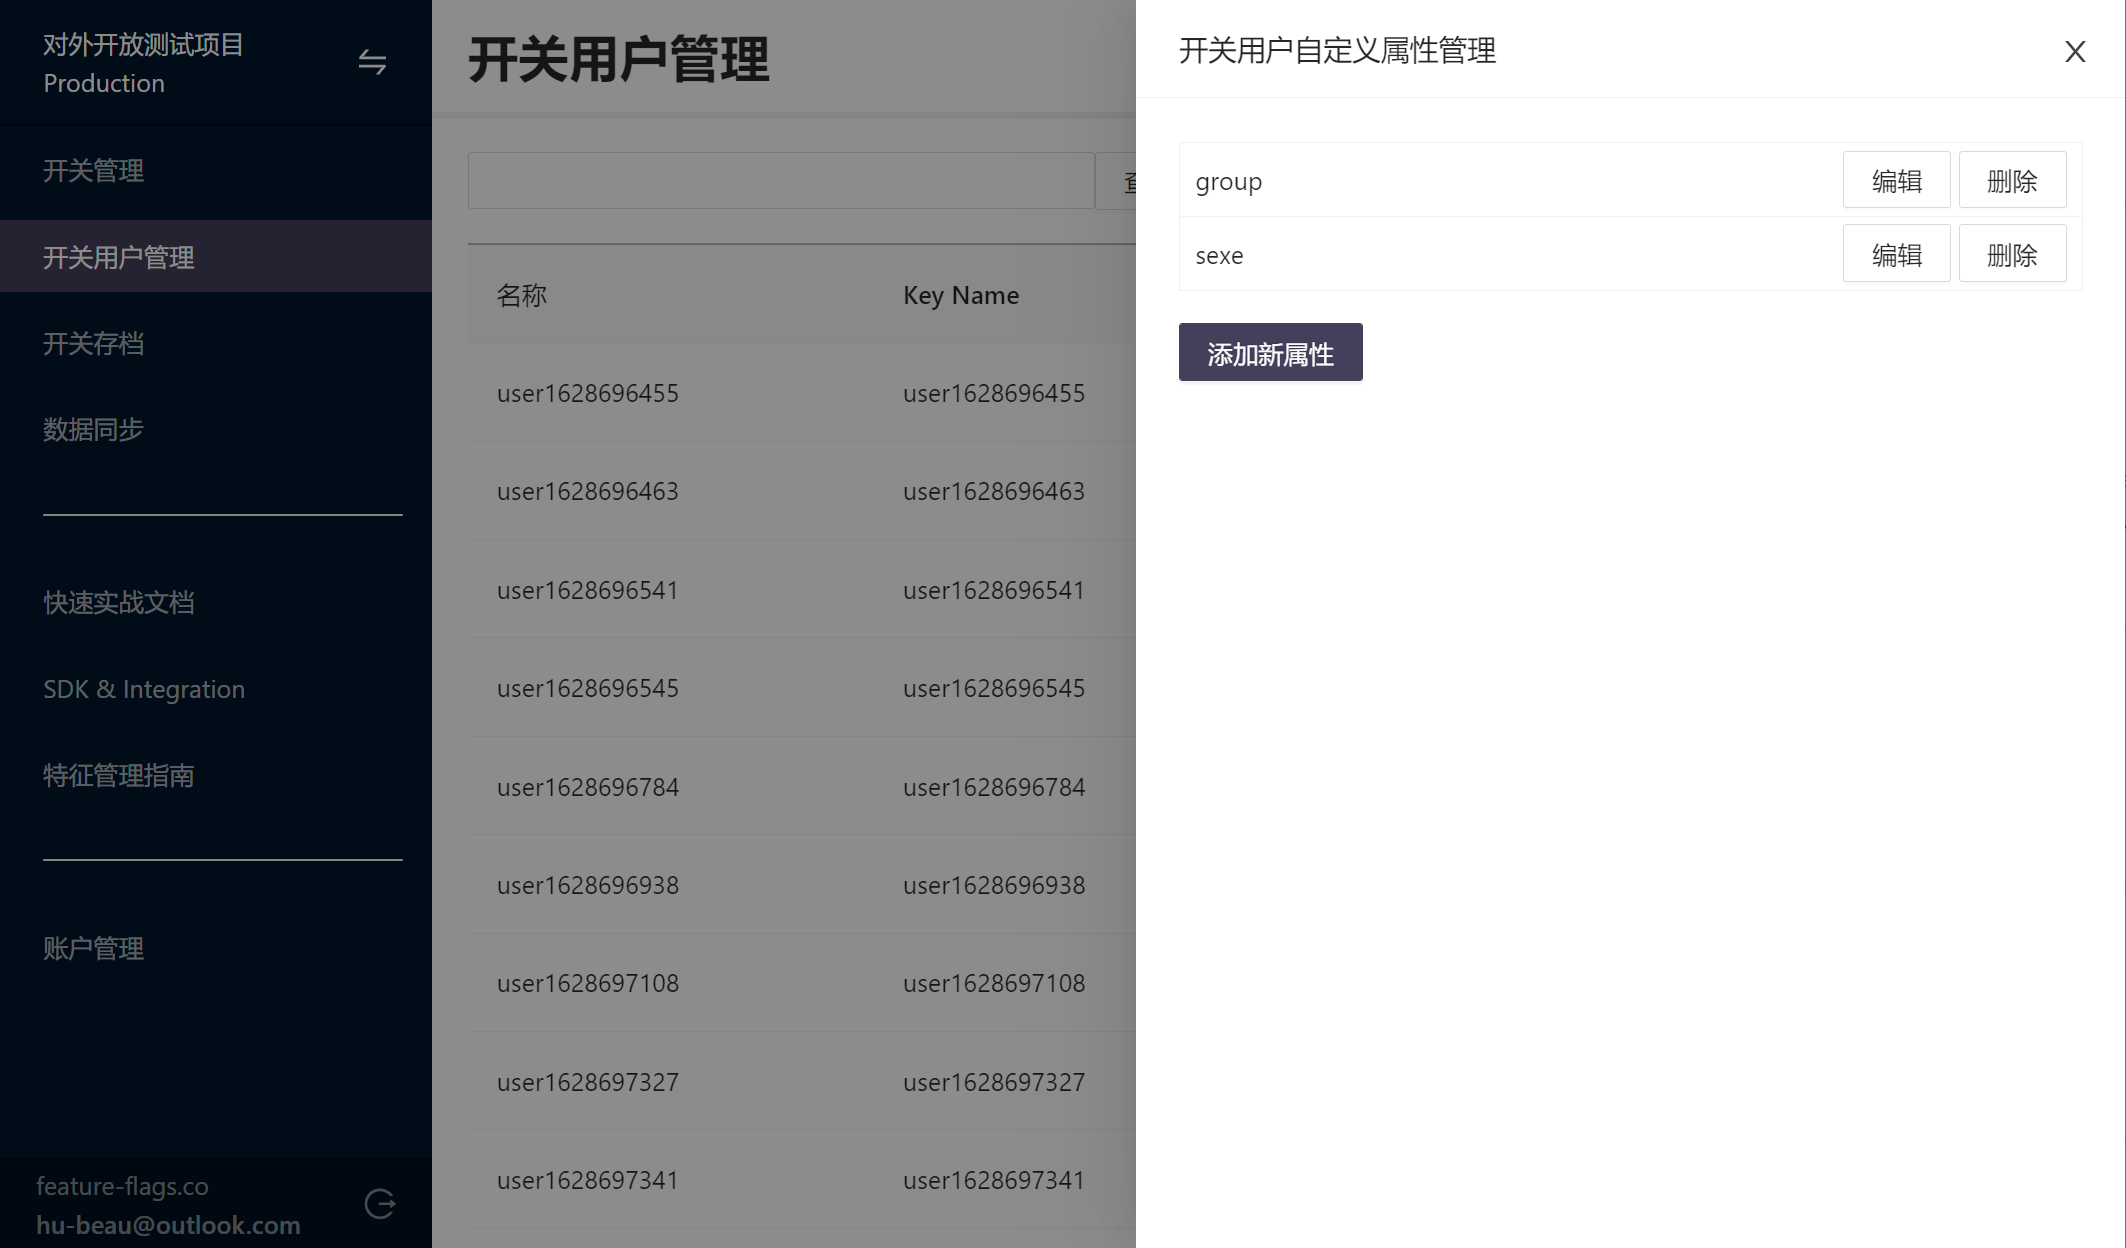 对外开放测试项目
Production
开关管理
开关用户管理
开关存档
数据同步
快速实战文档
SDK & Integration
特征管理指南
账户管理
feature-flags.co
hu-beau@outlook.com
开关用户管理
名称 Key Name
user1628696455 user1628696455
user1628696463 user1628696463
user1628696541 user1628696541
user1628696545 user1628696545
user1628696784 user1628696784
user1628696938 user1628696938
user1628697108 user1628697108
user1628697327 user1628697327
user1628697341 user1628697341
开关用户自定义属性管理 X
group 编辑 删除
sexe 编辑 删除
添加新属性